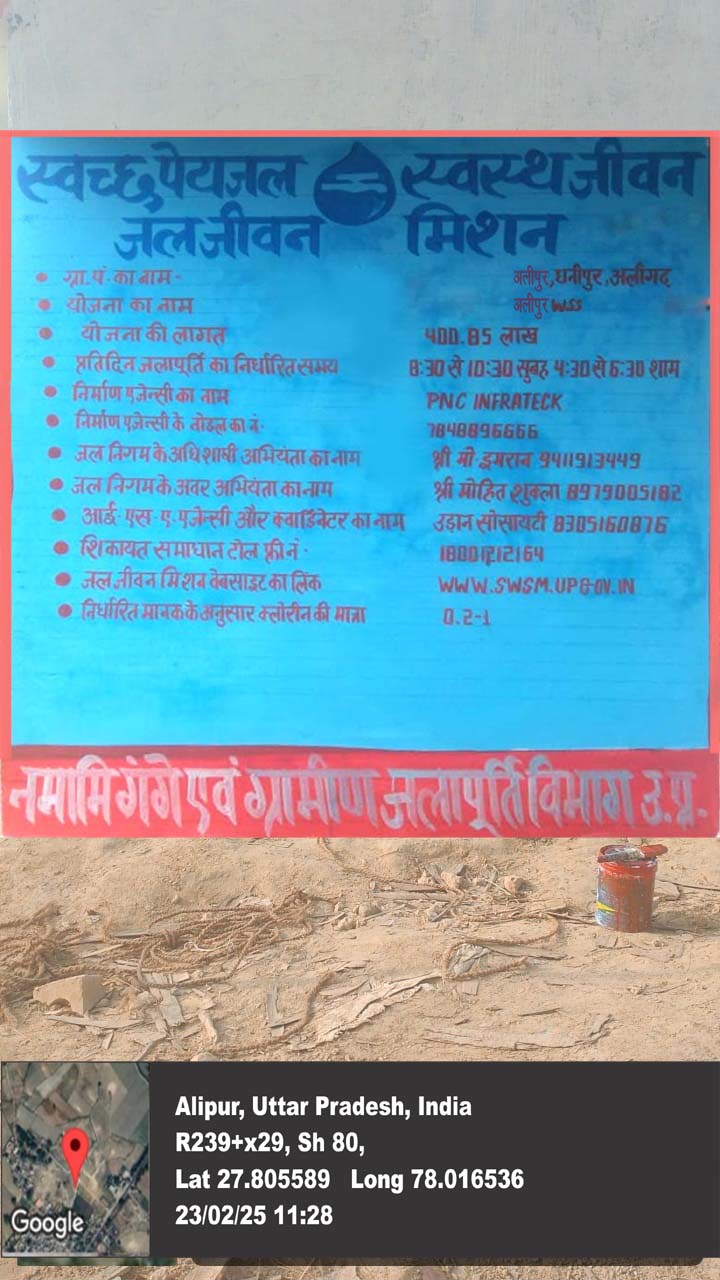 स्वच्छ पेयजल स्वस्थ जीवन
जल जीवन मिशन
ग्रा.पं. का नाम - अलीपुर, धनीपुर, अलीगढ
योजना का नाम अलीपुर WSS
योजना की लागत 400.85 लाख
प्रतिदिन जलापूर्ति का निर्धारित समय 8:30 से 10:30 सुबह 4:30 से 6:30 शाम
निर्माण एजेन्सी का नाम PNC INFRATECK
निर्माण एजेन्सी के नोडल का नं. 7848896666
जल निगम के अधिशाषी अभियंता का नाम श्री मो. इमरान 9411913449
जल निगम के अवर अभियंता का नाम श्री मोहित शुक्ला 8979005182
आई. एस. ए. एजेन्सी और क्वार्डिनेटर का नाम उड़ान सोसायटी 8305160876
शिकायत समाधान टोल फ्री नं. 18001212164
जल जीवन मिशन वेबसाइट का लिंक WWW.SWSM.UPGOV.IN
निर्धारित मानक के अनुसार क्लोरीन की मात्रा 0.2-1
नमामि गंगे एवं ग्रामीण जलापूर्ति विभाग उ.प्र.
Google
Alipur, Uttar Pradesh, India
R239+x29, Sh 80,
Lat 27.805589 Long 78.016536
23/02/25 11:28